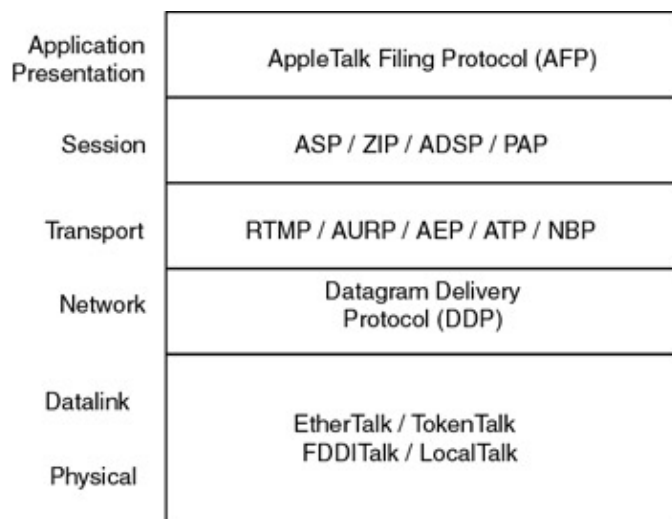 Application
Presentation
AppleTalk Filing Protocol (AFP)
Session
ASP / ZIP / ADSP / PAP
Transport
RTMP / AURP / AEP / ATP / NBP
Network
Datagram Delivery
Protocol (DDP)
Datalink
EtherTalk / TokenTalk
FDDITalk / LocalTalk
Physical